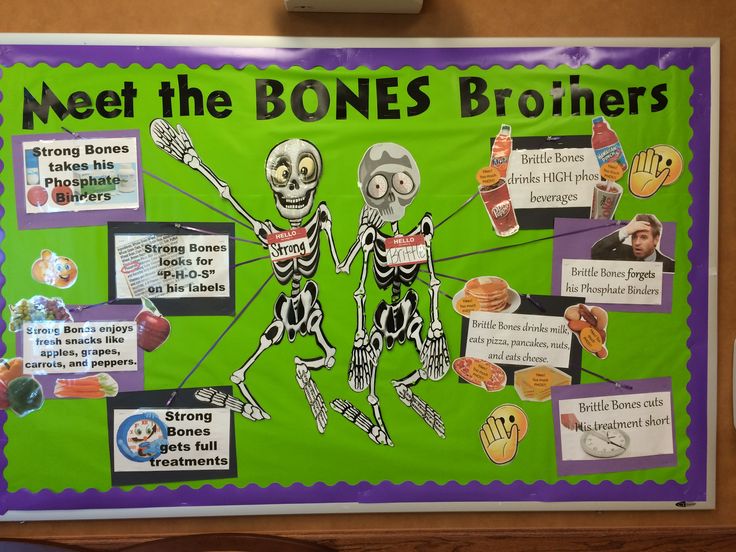 Meet the BONES Brothers
Strong Bones
takes his
Phosphate
Binders
Strong Bones
looks for
“P-H-O-S”
on his labels
Strong Bones enjoys
fresh snacks like
apples, grapes,
carrots, and peppers.
Strong
Bones
gets full
treatments
HELLO
Strong
HELLO
Brittle
Brittle Bones
drinks HIGH phos
beverages
Brittle Bones forgets
his Phosphate Binders
Brittle Bones drinks milk,
eats pizza, pancakes, nuts,
and eats cheese.
Brittle Bones cuts
His treatment short